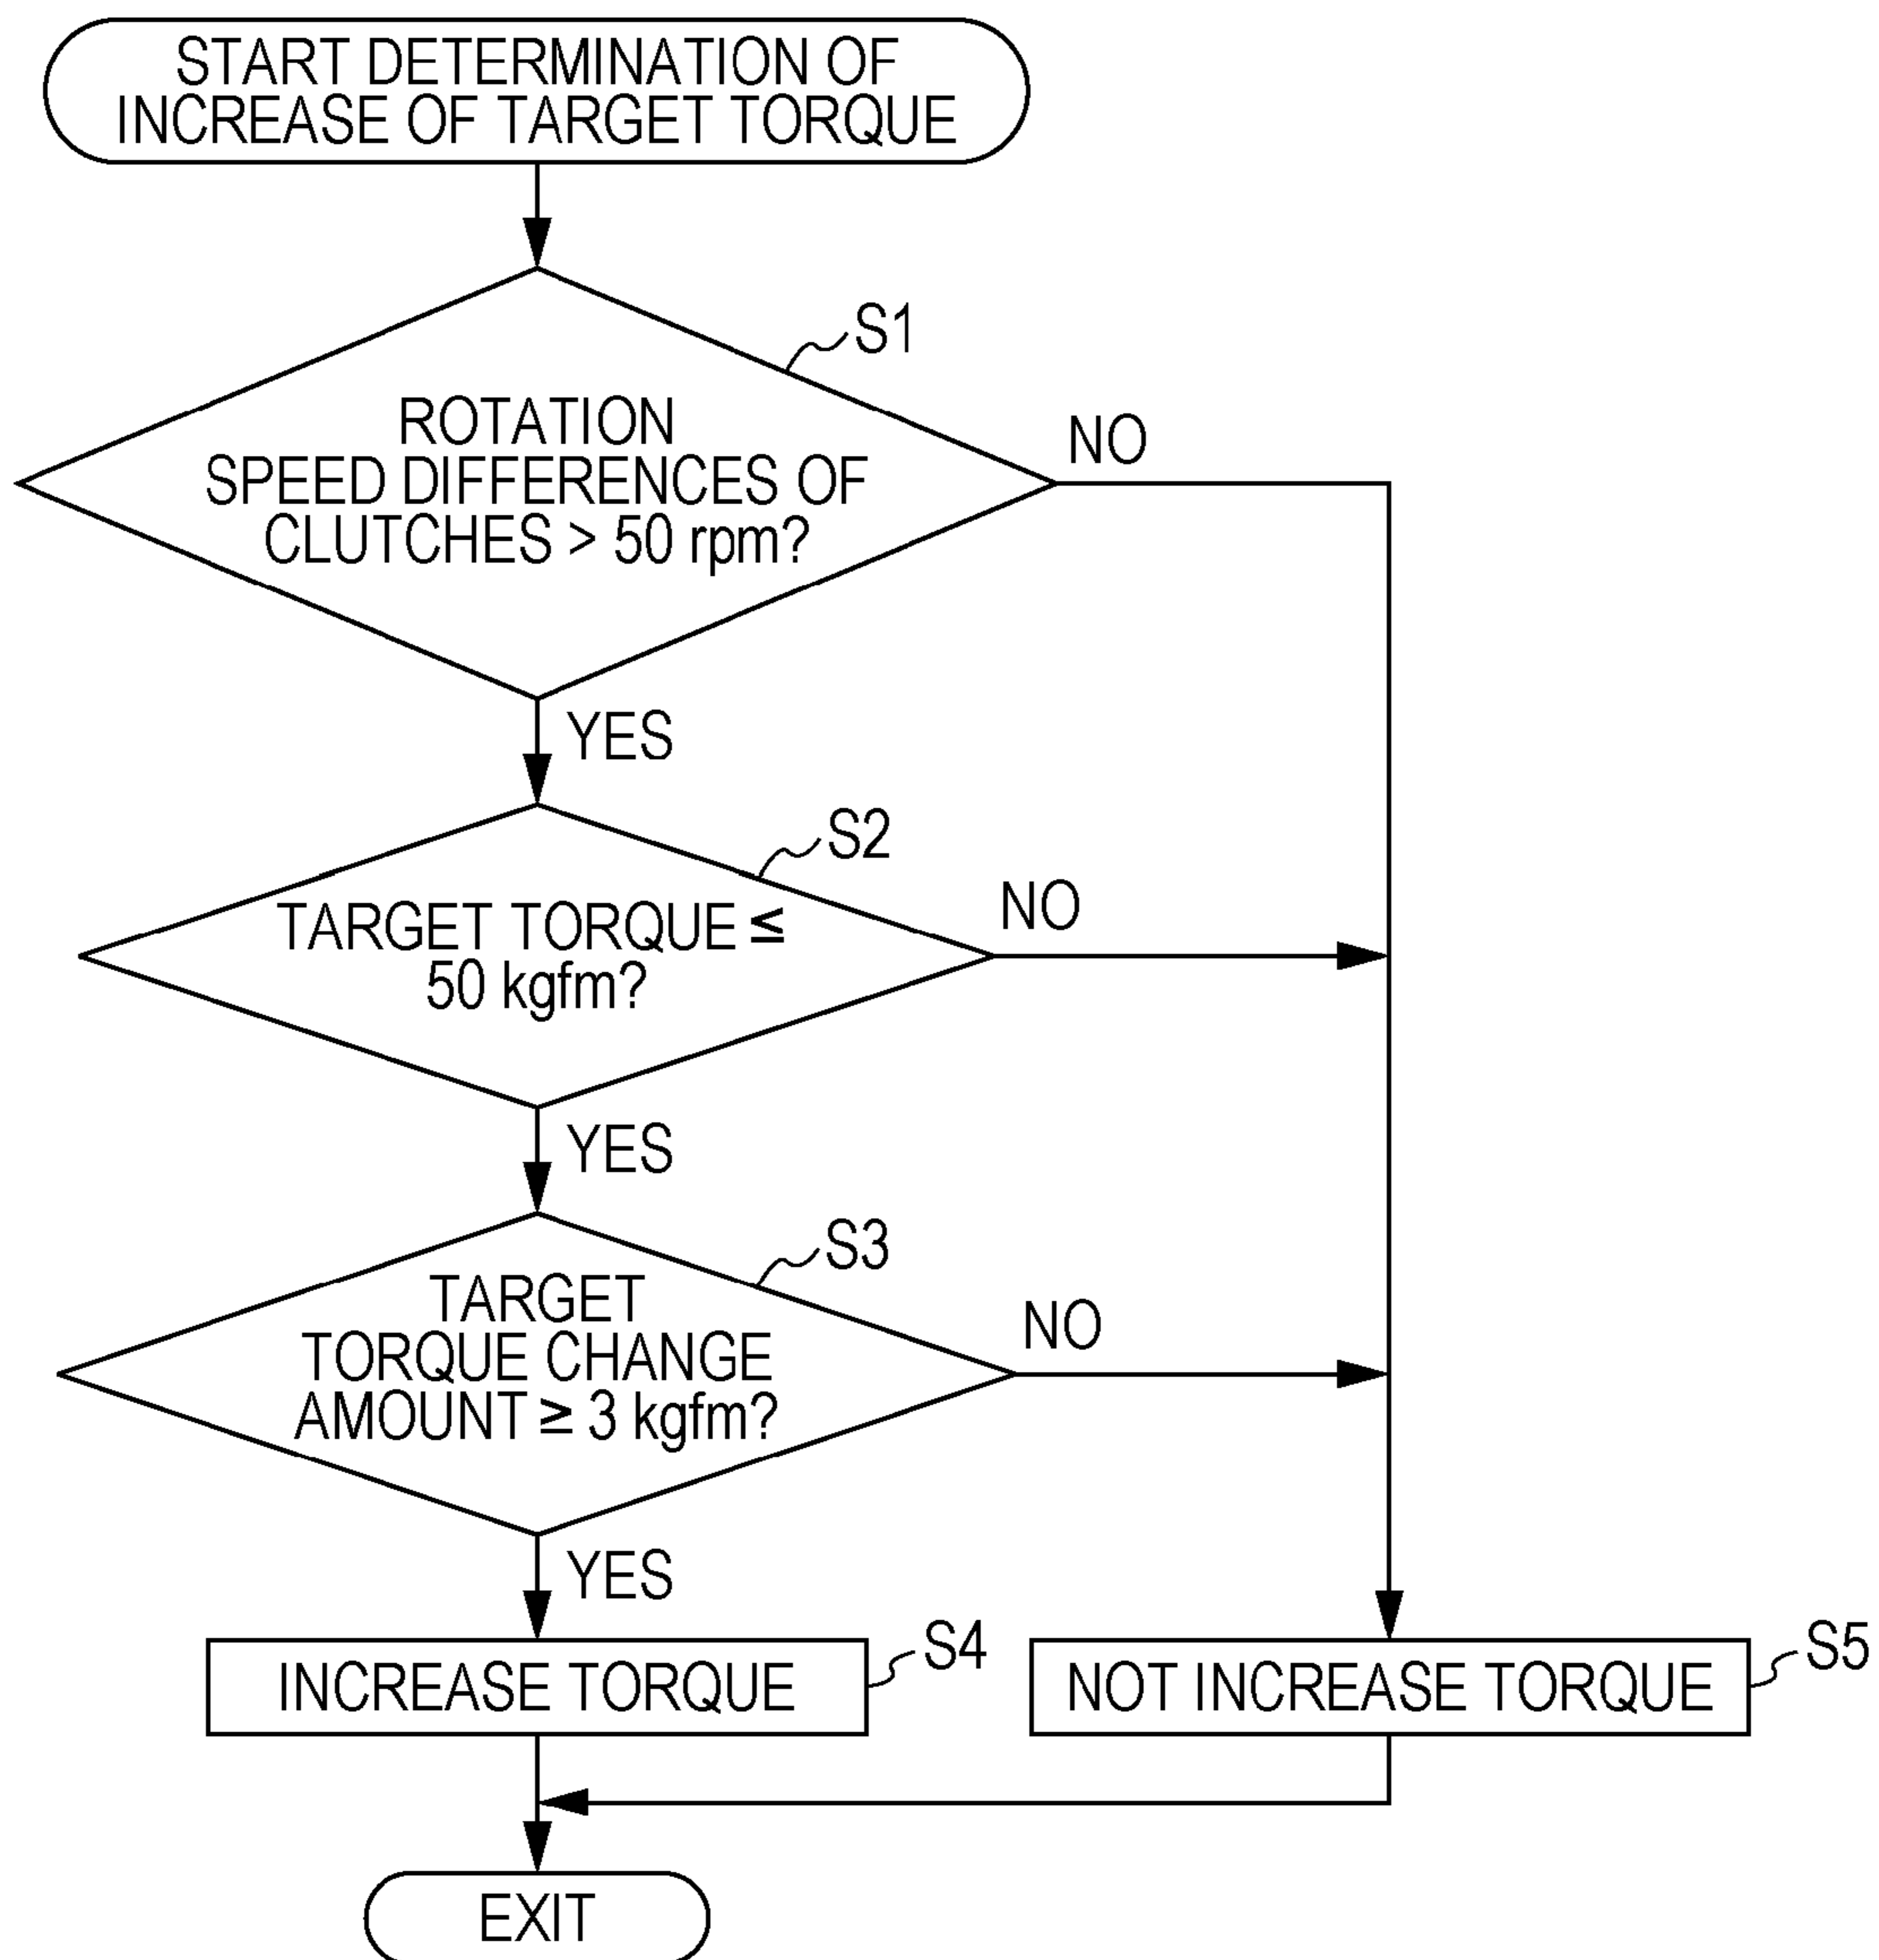 START DETERMINATION OF
INCREASE OF TARGET TORQUE
S1
ROTATION
SPEED DIFFERENCES OF
CLUTCHES > 50 rpm?
NO
YES
S2
TARGET TORQUE ≤
50 kgfm?
NO
YES
S3
TARGET
TORQUE CHANGE
AMOUNT ≥ 3 kgfm?
NO
YES
INCREASE TORQUE
S4
NOT INCREASE TORQUE
S5
EXIT